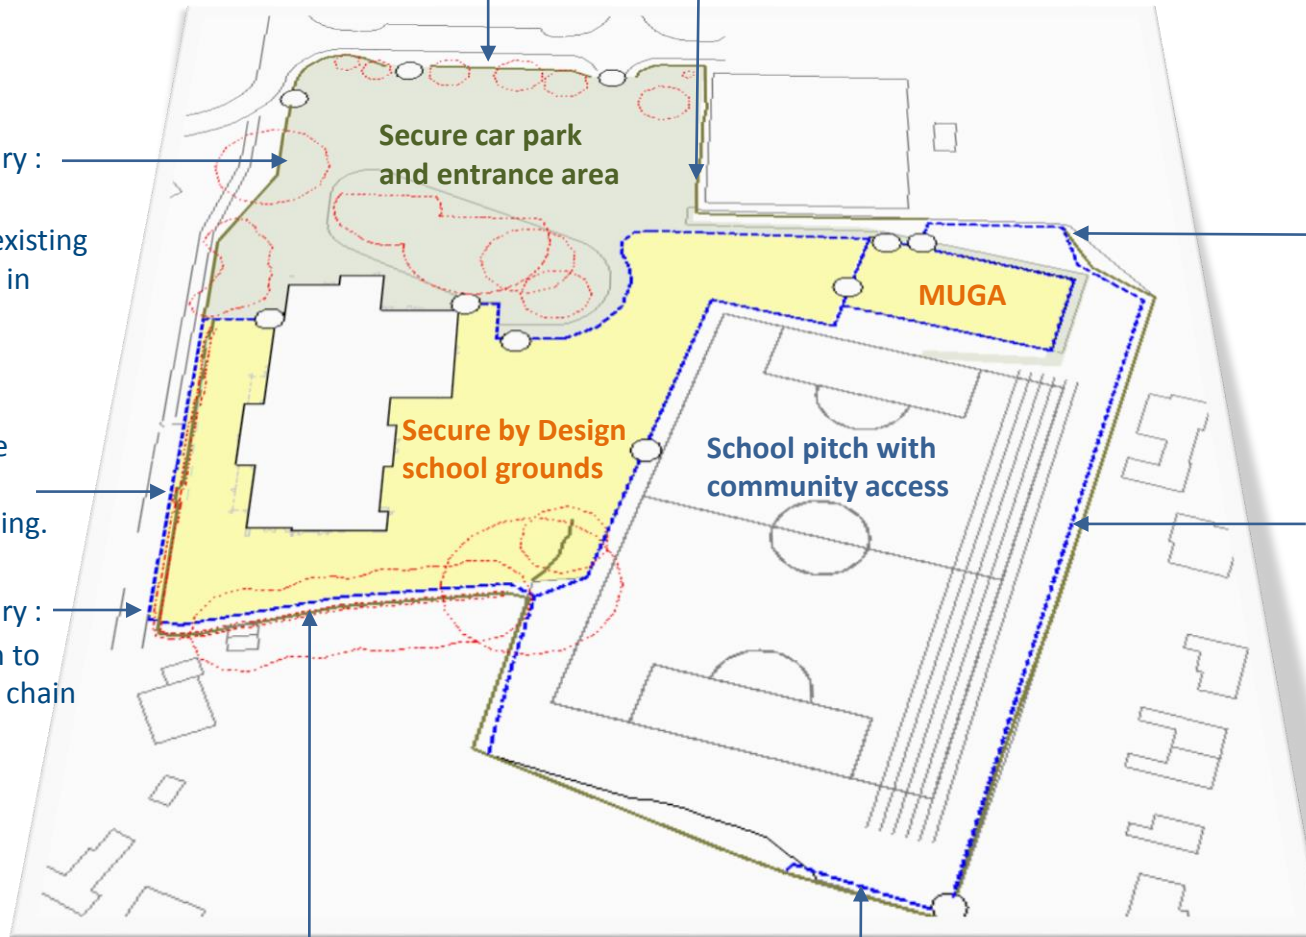 Secure car park
and entrance area
ry :
existing
in
MUGA
Secure by Design
school grounds
School pitch with
community access
e
ing.
ry :
n to
chain